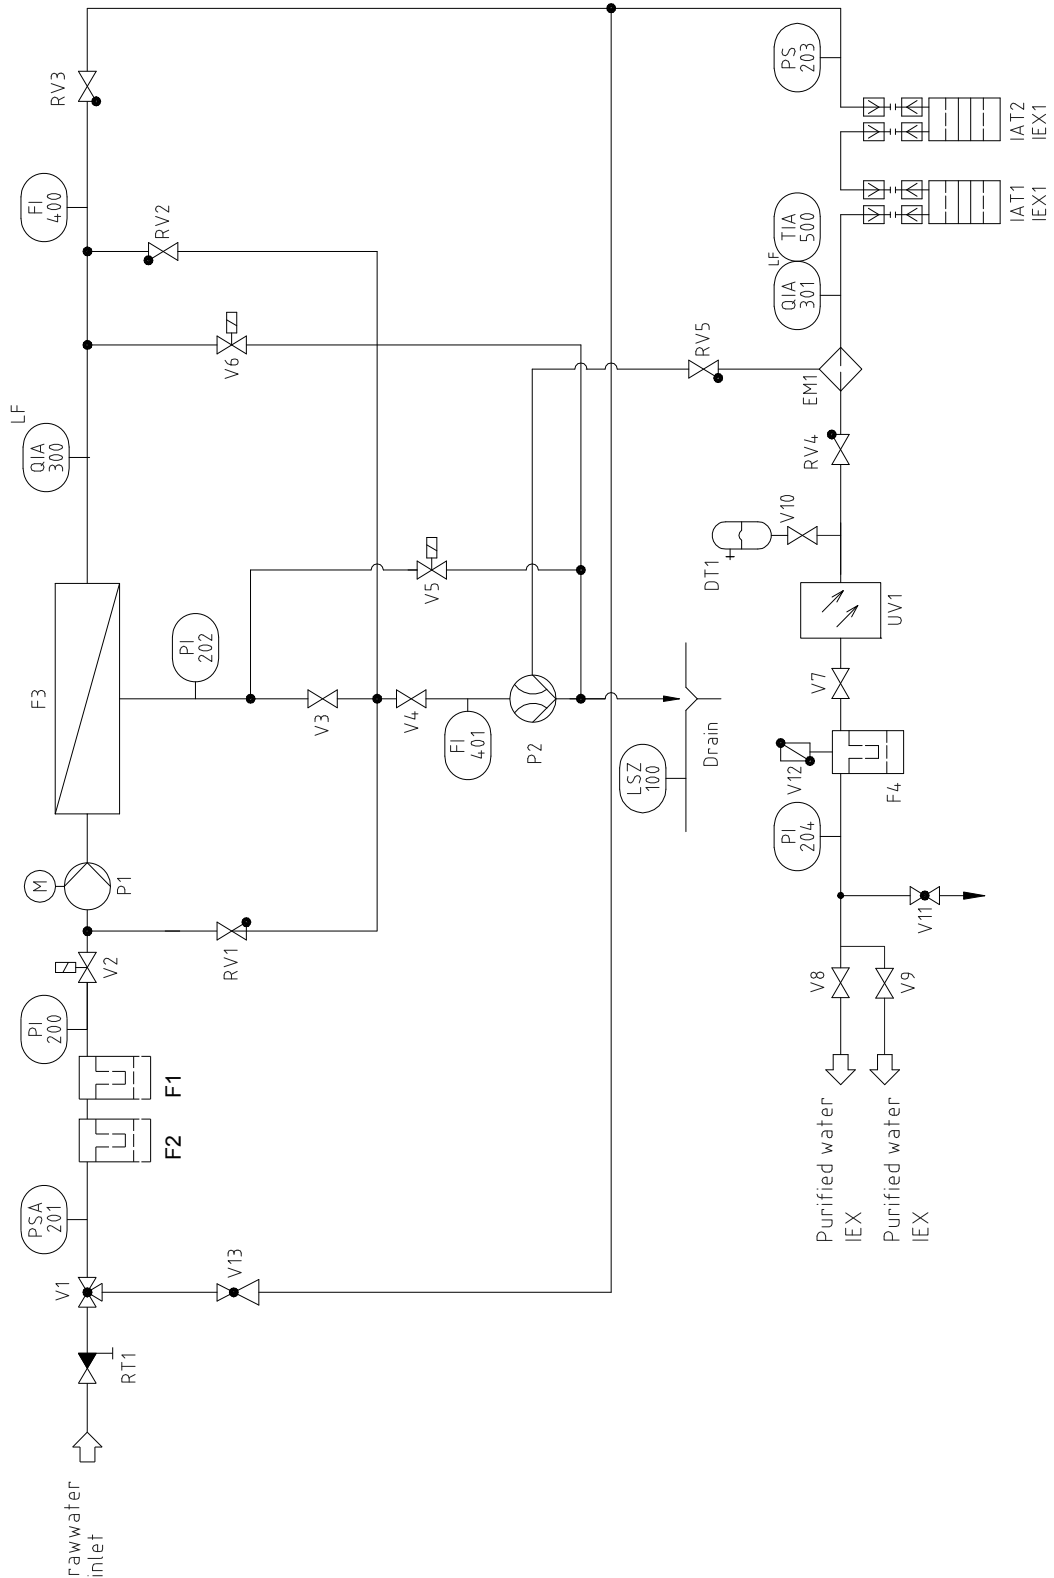 rawwater
inlet
RT1
V1
V13
PSA
201
F2
F1
PI
200
V2
RV1
M
P1
F3
PI
202
V3
V4
FI
401
P2
V5
LSZ
100
Drain
QIA
300
LF
V6
RV2
FI
400
RV3
PS
203
IAT2
IEX1
IAT1
IEX1
TIA
500
LF
QIA
301
RV5
EM1
RV4
V10
DT1
UV1
V7
V12
F4
PI
204
V11
V8
V9
Purified water
IEX
Purified water
IEX